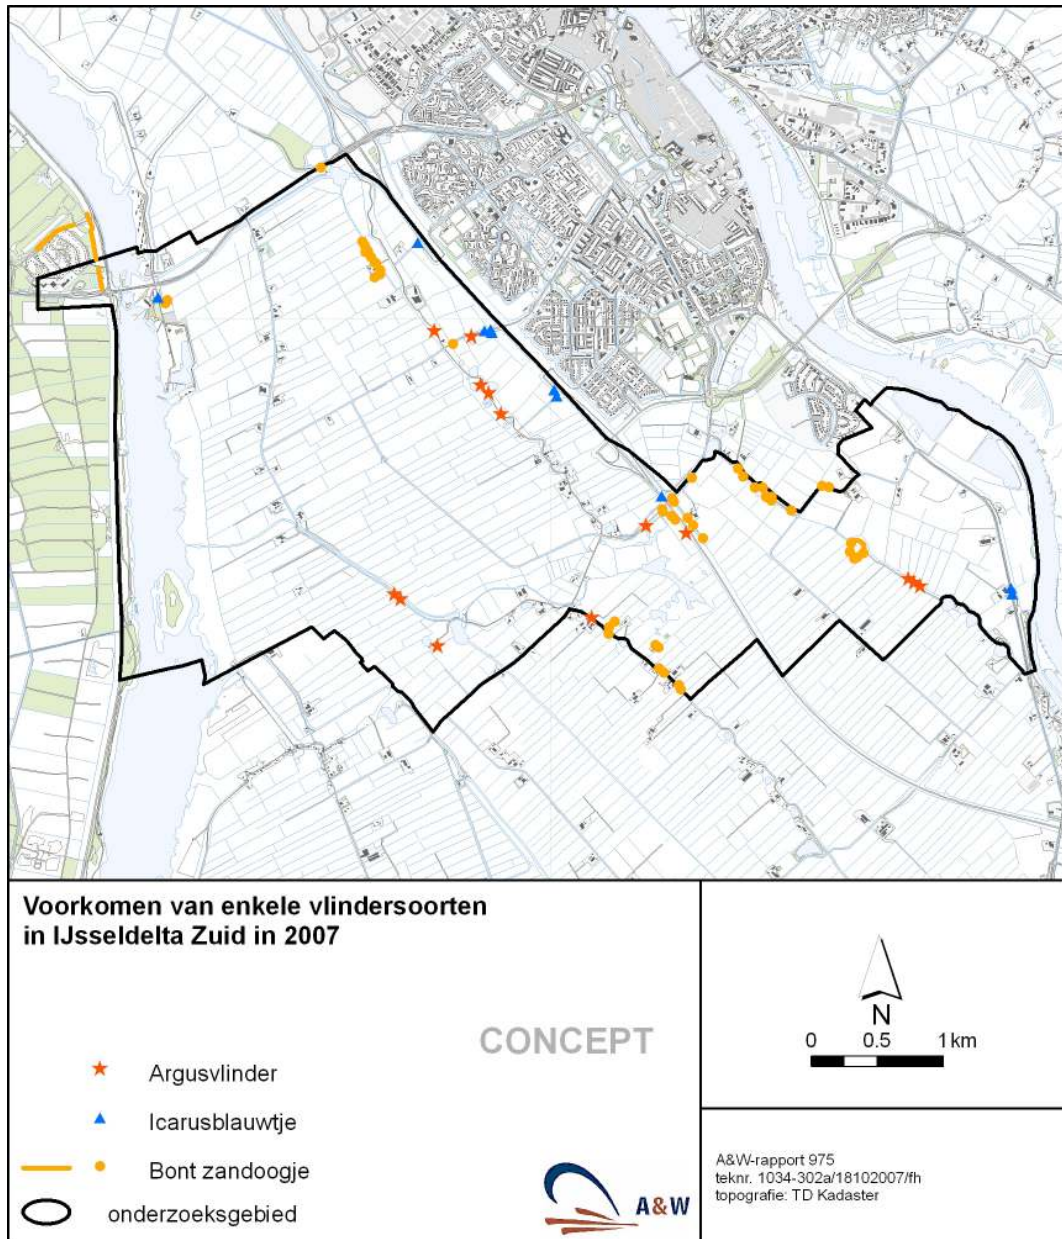 Voorkomen van enkele vlindersoorten
in IJsseldelta Zuid in 2007
CONCEPT
Argusvlinder
Icarusblauwtje
Bont zandoogje
onderzoeksgebied
A&W
N
0 0.5 1 km
A&W-rapport 975
teknr. 1034-302a/18102007/fh
topografie: TD Kadaster